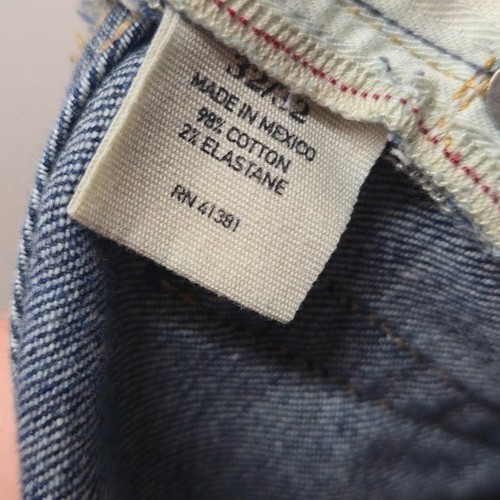 32/32
MADE IN MEXICO
98% COTTON
2% ELASTANE
RN 41381